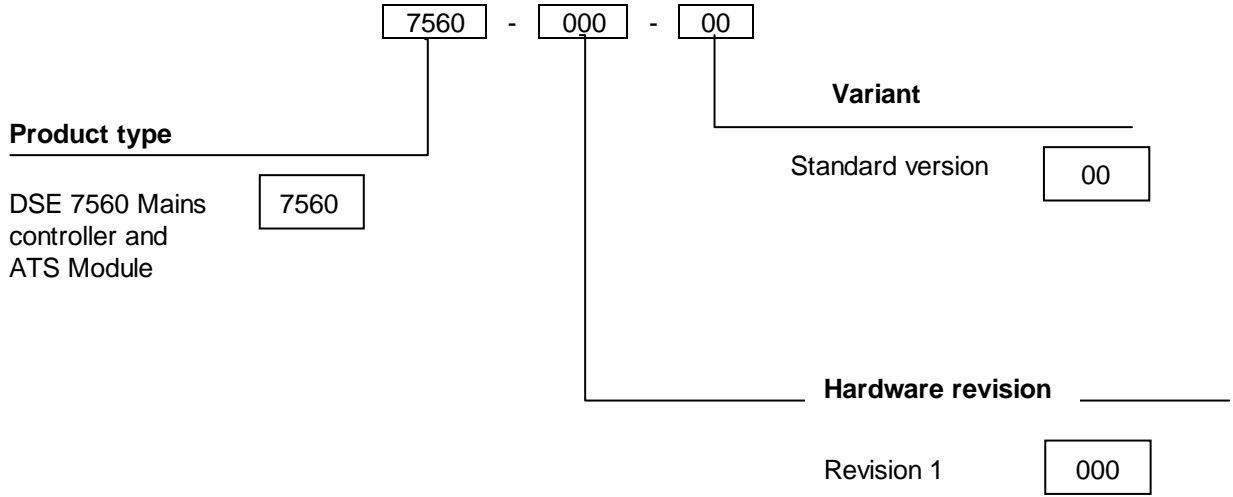 7560 - 000 - 00
Variant
Product type
Standard version 00
DSE 7560 Mains 7560
controller and
ATS Module
Hardware revision
Revision 1 000